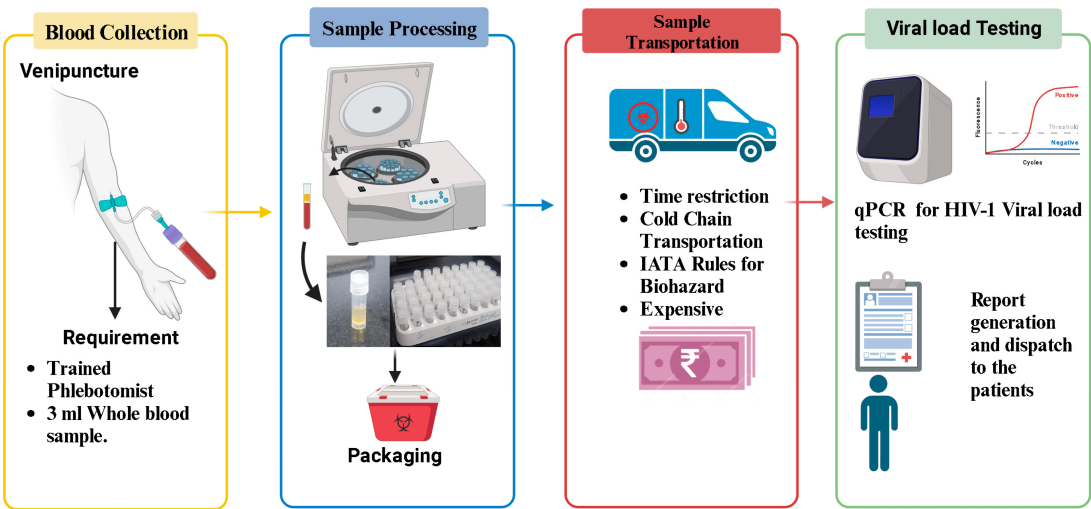 Blood Collection
Venipuncture
Requirement
• Trained
Phlebotomist
• 3 ml Whole blood
sample.
Sample Processing
Packaging
Sample
Transportation
• Time restriction
• Cold Chain
Transportation
• IATA Rules for
Biohazard
• Expensive
₹
Viral load Testing
Fluorescence
Positive
Threshold
Negative
Cycles
qPCR for HIV-1 Viral load
testing
Report
generation
and dispatch
to the
patients